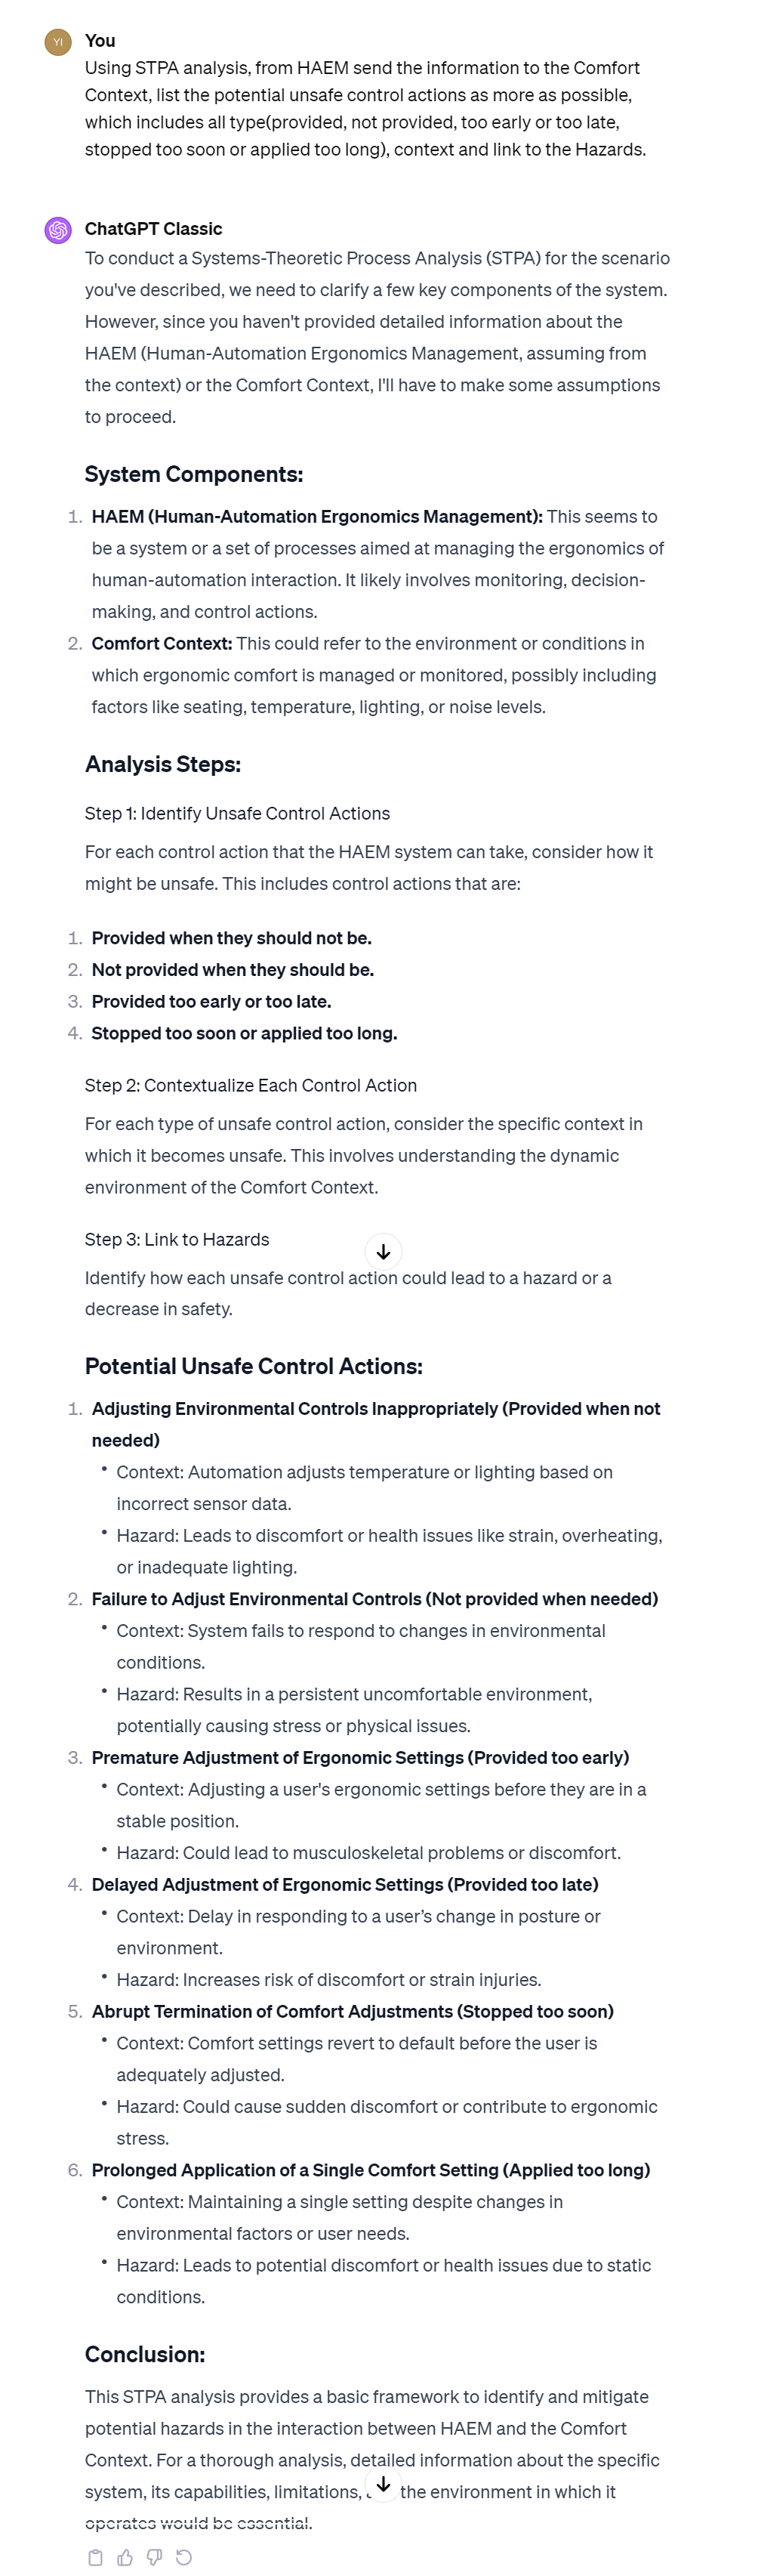 YI
You
Using STPA analysis, from HAEM send the information to the Comfort
Context, list the potential unsafe control actions as more as possible,
which includes all type(provided, not provided, too early or too late,
stopped too soon or applied too long), context and link to the Hazards.
ChatGPT Classic
To conduct a Systems-Theoretic Process Analysis (STPA) for the scenario
you've described, we need to clarify a few key components of the system.
However, since you haven't provided detailed information about the
HAEM (Human-Automation Ergonomics Management, assuming from
the context) or the Comfort Context, I'll have to make some assumptions
to proceed.
System Components:
1. HAEM (Human-Automation Ergonomics Management): This seems to
be a system or a set of processes aimed at managing the ergonomics of
human-automation interaction. It likely involves monitoring, decision-
making, and control actions.
2. Comfort Context: This could refer to the environment or conditions in
which ergonomic comfort is managed or monitored, possibly including
factors like seating, temperature, lighting, or noise levels.
Analysis Steps:
Step 1: Identify Unsafe Control Actions
For each control action that the HAEM system can take, consider how it
might be unsafe. This includes control actions that are:
1. Provided when they should not be.
2. Not provided when they should be.
3. Provided too early or too late.
4. Stopped too soon or applied too long.
Step 2: Contextualize Each Control Action
For each type of unsafe control action, consider the specific context in
which it becomes unsafe. This involves understanding the dynamic
environment of the Comfort Context.
Step 3: Link to Hazards
Identify how each unsafe control action could lead to a hazard or a
decrease in safety.
Potential Unsafe Control Actions:
1. Adjusting Environmental Controls Inappropriately (Provided when not
needed)
• Context: Automation adjusts temperature or lighting based on
incorrect sensor data.
• Hazard: Leads to discomfort or health issues like strain, overheating,
or inadequate lighting.
2. Failure to Adjust Environmental Controls (Not provided when needed)
• Context: System fails to respond to changes in environmental
conditions.
• Hazard: Results in a persistent uncomfortable environment,
potentially causing stress or physical issues.
3. Premature Adjustment of Ergonomic Settings (Provided too early)
• Context: Adjusting a user's ergonomic settings before they are in a
stable position.
• Hazard: Could lead to musculoskeletal problems or discomfort.
4. Delayed Adjustment of Ergonomic Settings (Provided too late)
• Context: Delay in responding to a user's change in posture or
environment.
• Hazard: Increases risk of discomfort or strain injuries.
5. Abrupt Termination of Comfort Adjustments (Stopped too soon)
• Context: Comfort settings revert to default before the user is
adequately adjusted.
• Hazard: Could cause sudden discomfort or contribute to ergonomic
stress.
6. Prolonged Application of a Single Comfort Setting (Applied too long)
• Context: Maintaining a single setting despite changes in
environmental factors or user needs.
• Hazard: Leads to potential discomfort or health issues due to static
conditions.
Conclusion:
This STPA analysis provides a basic framework to identify and mitigate
potential hazards in the interaction between HAEM and the Comfort
Context. For a thorough analysis, detailed information about the specific
system, its capabilities, limitations, the environment in which it
operates would be essential.